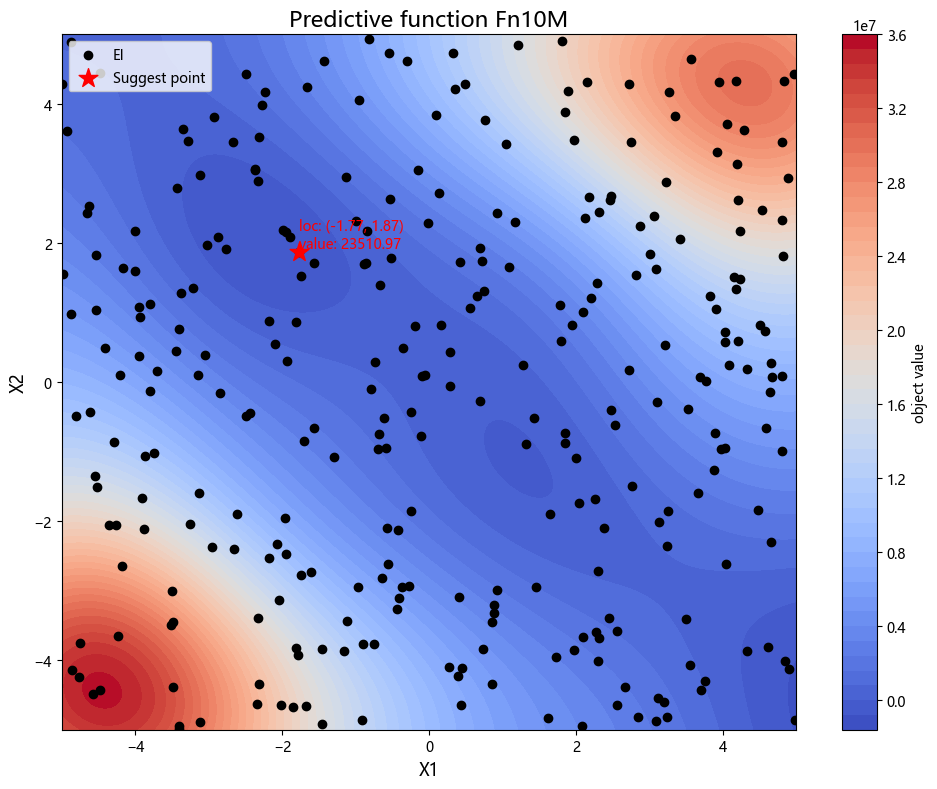 Predictive function Fn10M
1e7
EI
Suggest point
loc: (-1.77, 1.87)
value: 23510.97
4
2
0
−2
−4
X2
−4
−2
0
2
4
X1
3.6
3.2
2.8
2.4
2.0
1.6
1.2
0.8
0.4
0.0
object value